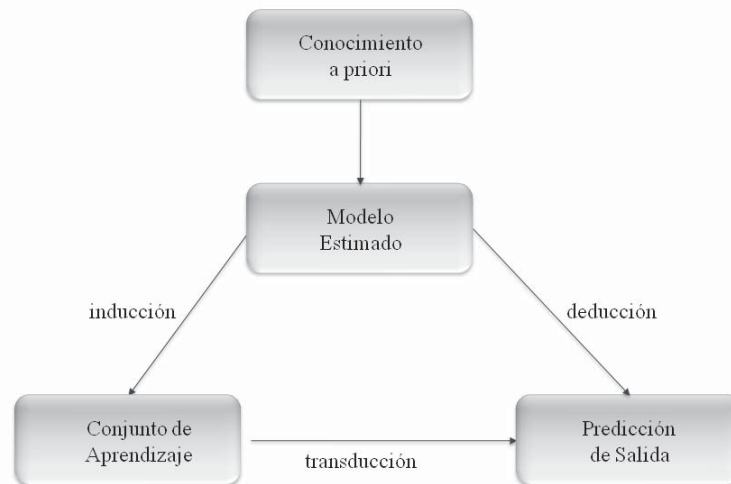 Conocimiento
a priori
Modelo
Estimado
inducción
deducción
Conjunto de
Aprendizaje
transducción
Predicción
de Salida